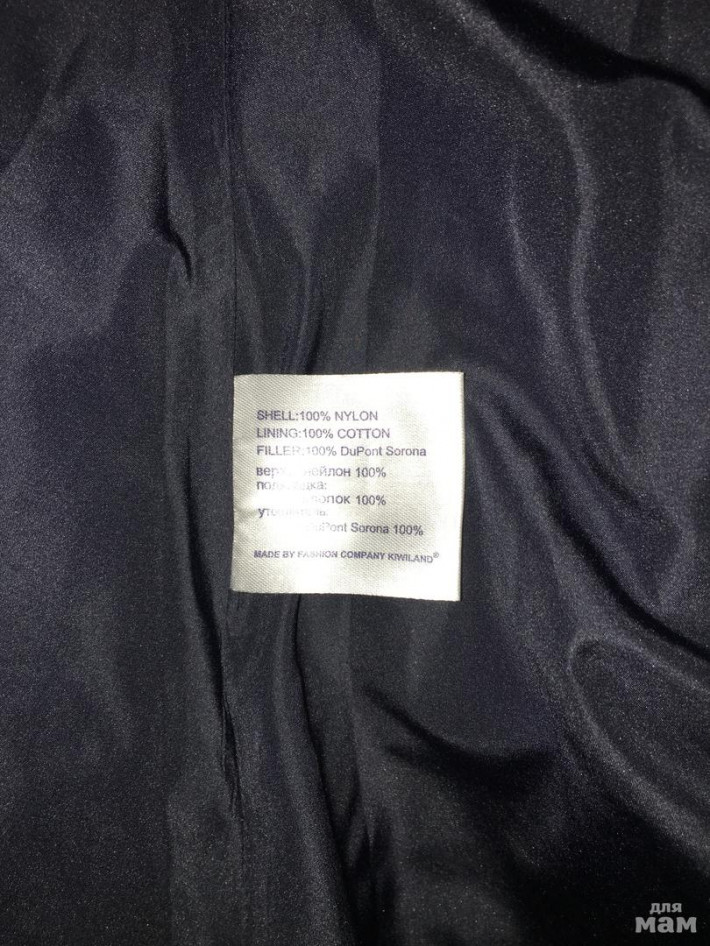 SHELL:100% NYLON
LINING:100% COTTON
FILLER:100% DuPont Sorona
нейлон 100%
100%
DuPont Sorona 100%
MADE BY FASHION COMPANY KIWILAND®
для
мам